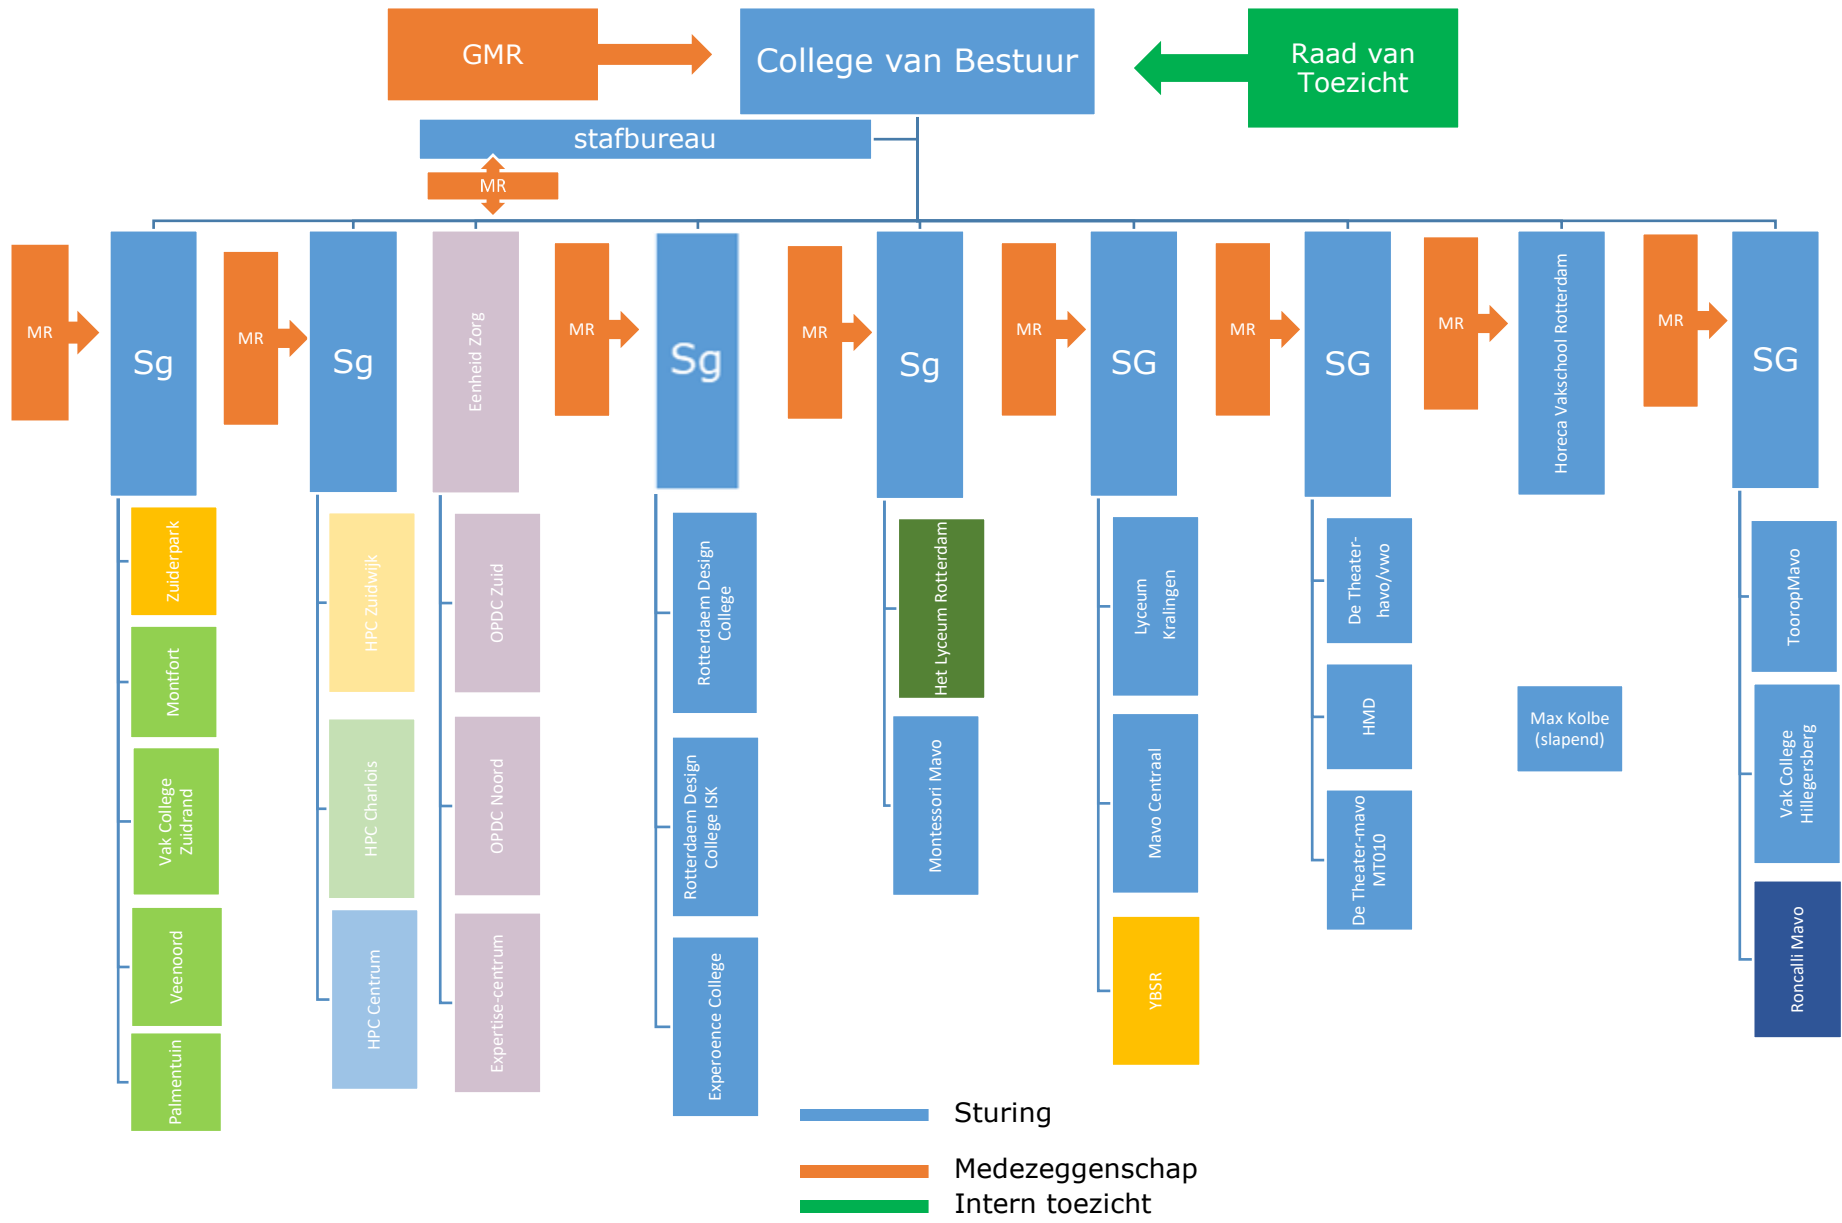 GMR
College van Bestuur
Raad van
Toezicht
stafbureau
MR
MR
Sg
MR
Sg
Eenheid Zorg
MR
Sg
MR
Sg
MR
SG
MR
SG
MR
Horeca Vakschool Rotterdam
MR
SG
Zuiderpark
Montfort
Vak College
Zuidrand
Veenoord
Palmentuin
HPC Zuidwijk
HPC Charlois
HPC Centrum
OPDC Zuid
OPDC Noord
Expertise-centrum
Rotterdaem Design
College
Rotterdaem Design
College ISK
Experoence College
Het Lyceum Rotterdam
Montessori Mavo
Lyceum
Kralingen
Mavo Centraal
YBSR
De Theater-
havo/vwo
HMD
De Theater-mavo
MT010
Max Kolbe
(slapend)
TooropMavo
Vak College
Hillegersberg
Roncalli Mavo
Sturing
Medezeggenschap
Intern toezicht